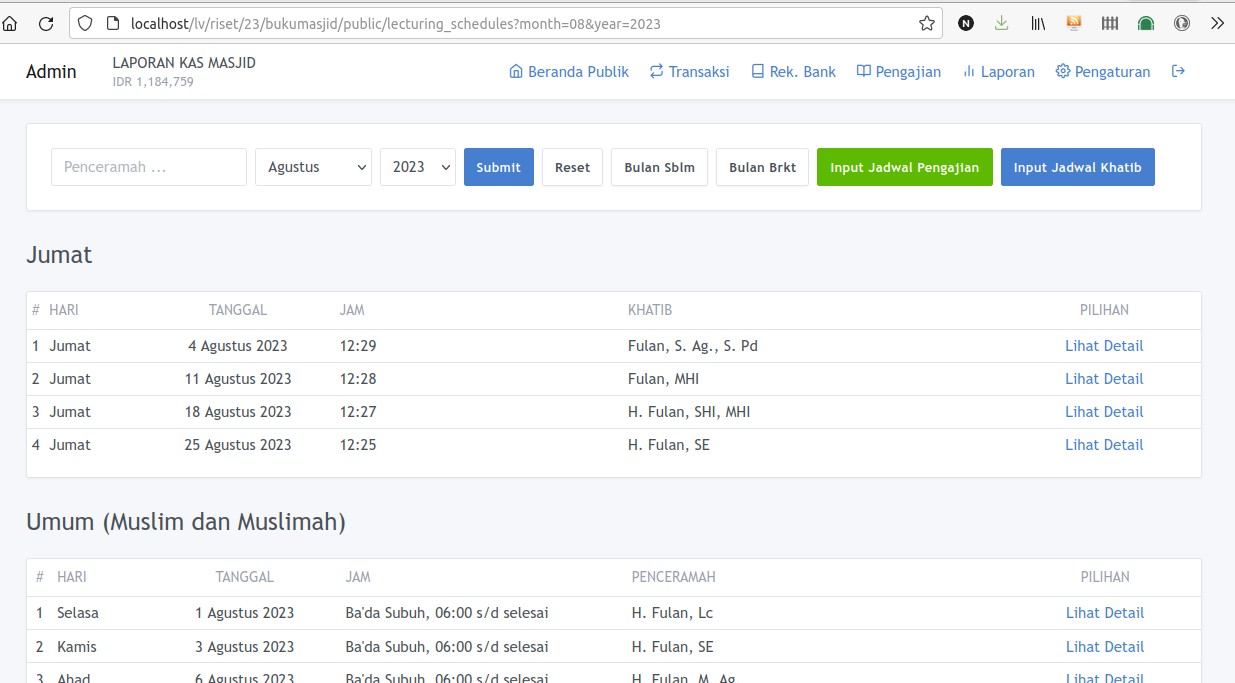 localhost/lv/riset/23/bukumasjid/public/lecturing_schedules?month=08&year=2023
N
Admin
LAPORAN KAS MASJID
IDR 1,184,759
Beranda Publik Transaksi Rek. Bank Pengajian Laporan Pengaturan
Penceramah ... Agustus 2023 Submit Reset Bulan Sblm Bulan Brkt Input Jadwal Pengajian Input Jadwal Khatib
Jumat
# HARI TANGGAL JAM KHATIB PILIHAN
1 Jumat 4 Agustus 2023 12:29 Fulan, S. Ag., S. Pd Lihat Detail
2 Jumat 11 Agustus 2023 12:28 Fulan, MHI Lihat Detail
3 Jumat 18 Agustus 2023 12:27 H. Fulan, SHI, MHI Lihat Detail
4 Jumat 25 Agustus 2023 12:25 H. Fulan, SE Lihat Detail
Umum (Muslim dan Muslimah)
# HARI TANGGAL JAM PENCERAMAH PILIHAN
1 Selasa 1 Agustus 2023 Ba'da Subuh, 06:00 s/d selesai H. Fulan, Lc Lihat Detail
2 Kamis 3 Agustus 2023 Ba'da Subuh, 06:00 s/d selesai H. Fulan, SE Lihat Detail
3 Ahad 6 Agustus 2023 Ba'da Subuh, 06:00 s/d selesai H. Fulan, M. Ag Lihat Detail